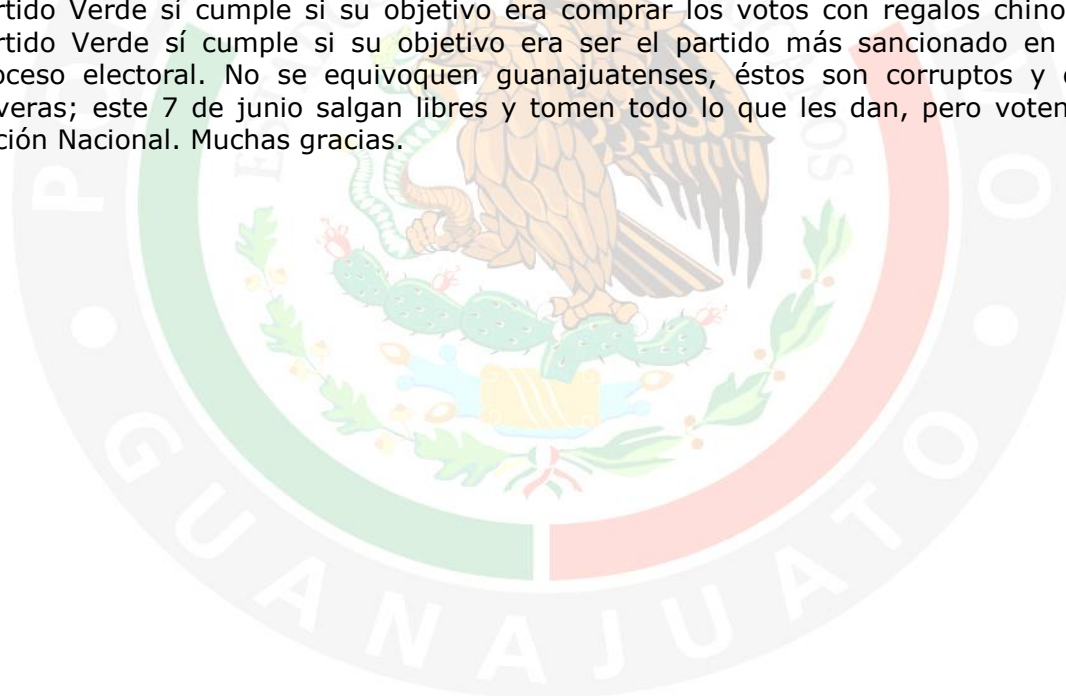 rtido Verde sí cumple si su objetivo era comprar los votos con regalos chino
rtido Verde sí cumple si su objetivo era ser el partido más sancionado en
oceso electoral. No se equivoquen guanajuatenses, éstos son corruptos y
veras; este 7 de junio salgan libres y tomen todo lo que les dan, pero voten
ción Nacional. Muchas gracias.
GUANAJUATO